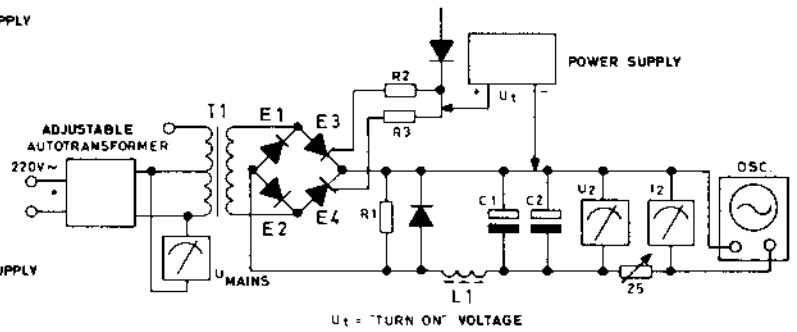 PPLY
POWER SUPPLY
+ Ut -
R2
R3
T1
E1 E3
ADJUSTABLE
AUTOTRANSFORMER
220V~
OSC.
E2 E4
R1
C1 C2
U2
I2
UPPLY
UMAINS
L1
25
Ut = "TURN ON" VOLTAGE